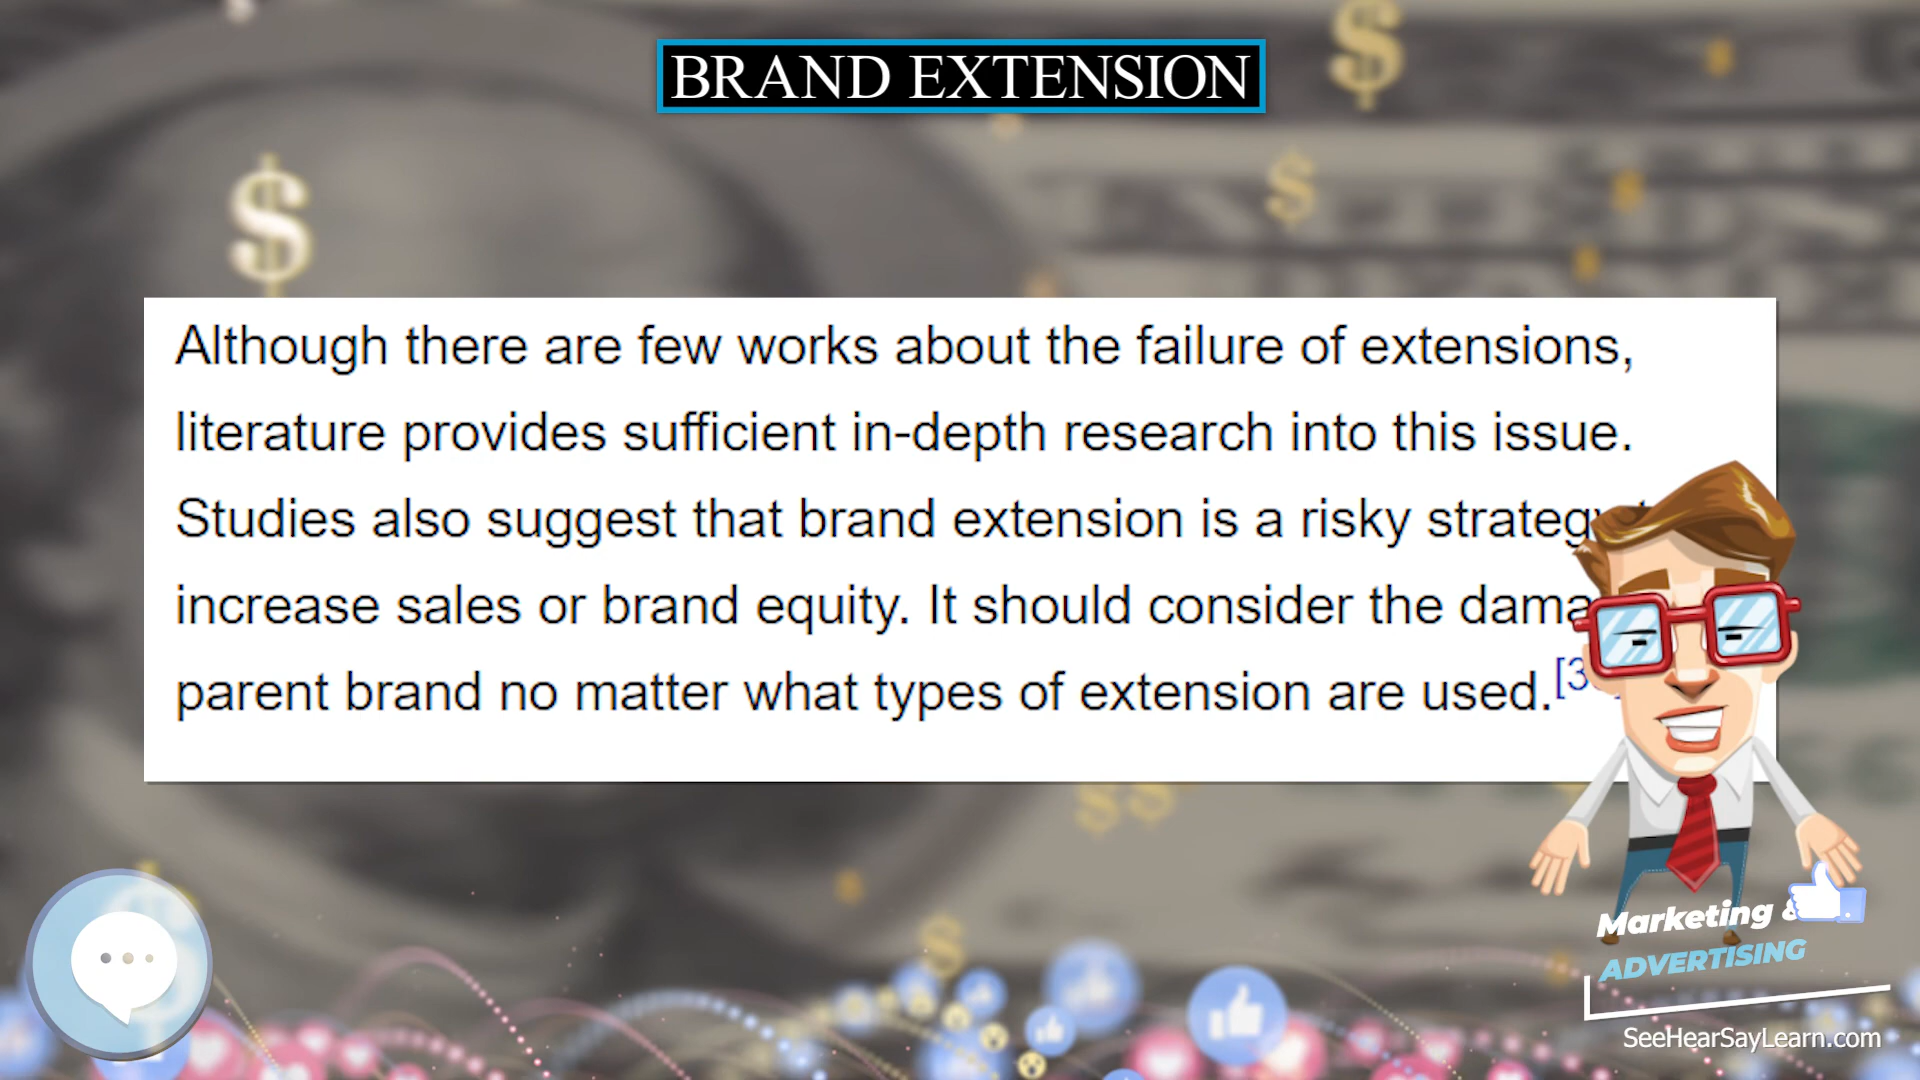 BRAND EXTENSION
Although there are few works about the failure of extensions,
literature provides sufficient in-depth research into this issue.
Studies also suggest that brand extension is a risky strategy
increase sales or brand equity. It should consider the
parent brand no matter what types of extension are used.
Marketing &
ADVERTISING
SeeHearSayLearn.com